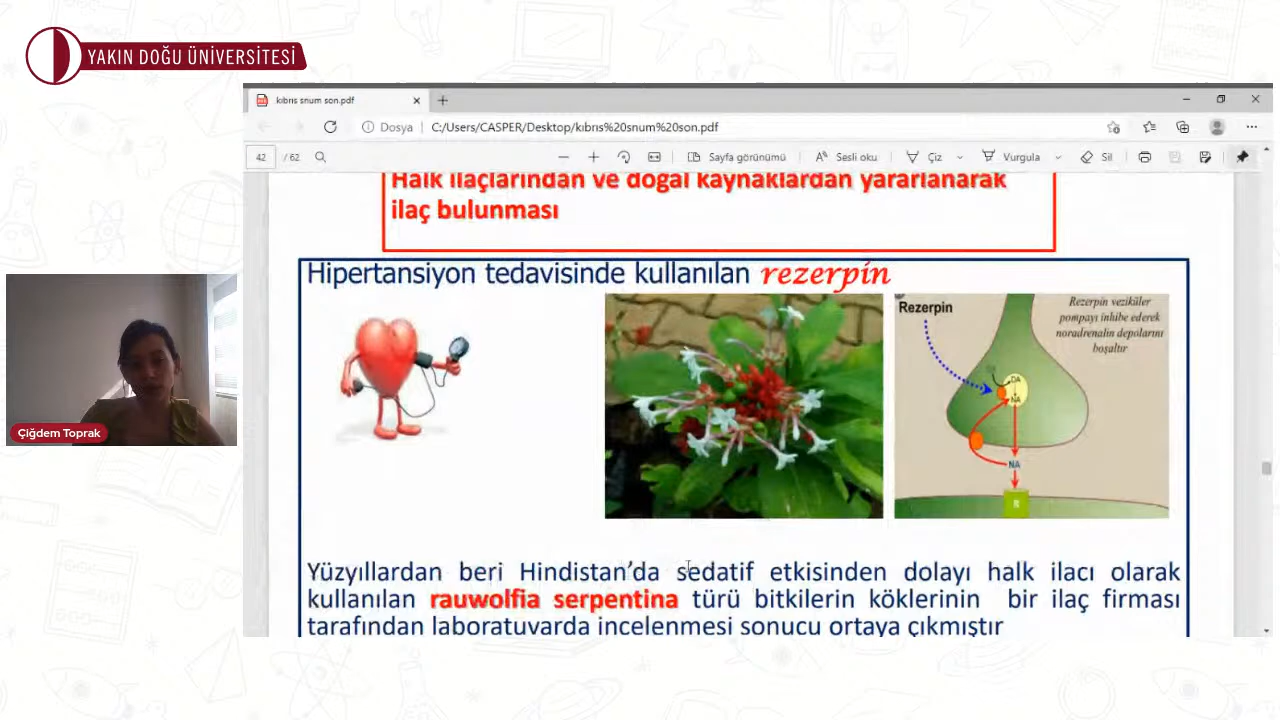 YAKIN DOĞU ÜNİVERSİTESİ
kıbrıs snum son.pdf
Dosya
C:/Users/CASPER/Desktop/kıbrıs%20snum%20son.pdf
42 / 62
Sayfa görünümü
Sesli oku
Çiz
Vurgula
Sil
Halk ilaçlarından ve doğal kaynaklardan yararlanarak
ilaç bulunması
Hipertansiyon tedavisinde kullanılan rezerpin
Rezerpin
Rezerpin veziküler
pompayı inhibe ederek
noradrenalin depolarını
boşaltır
DA
NA
NA
R
Yüzyıllardan beri Hindistan’da sedatif etkisinden dolayı halk ilacı olarak
kullanılan rauwolfia serpentina türü bitkilerin köklerinin bir ilaç firması
tarafından laboratuvarda incelenmesi sonucu ortaya çıkmıştır
Çiğdem Toprak